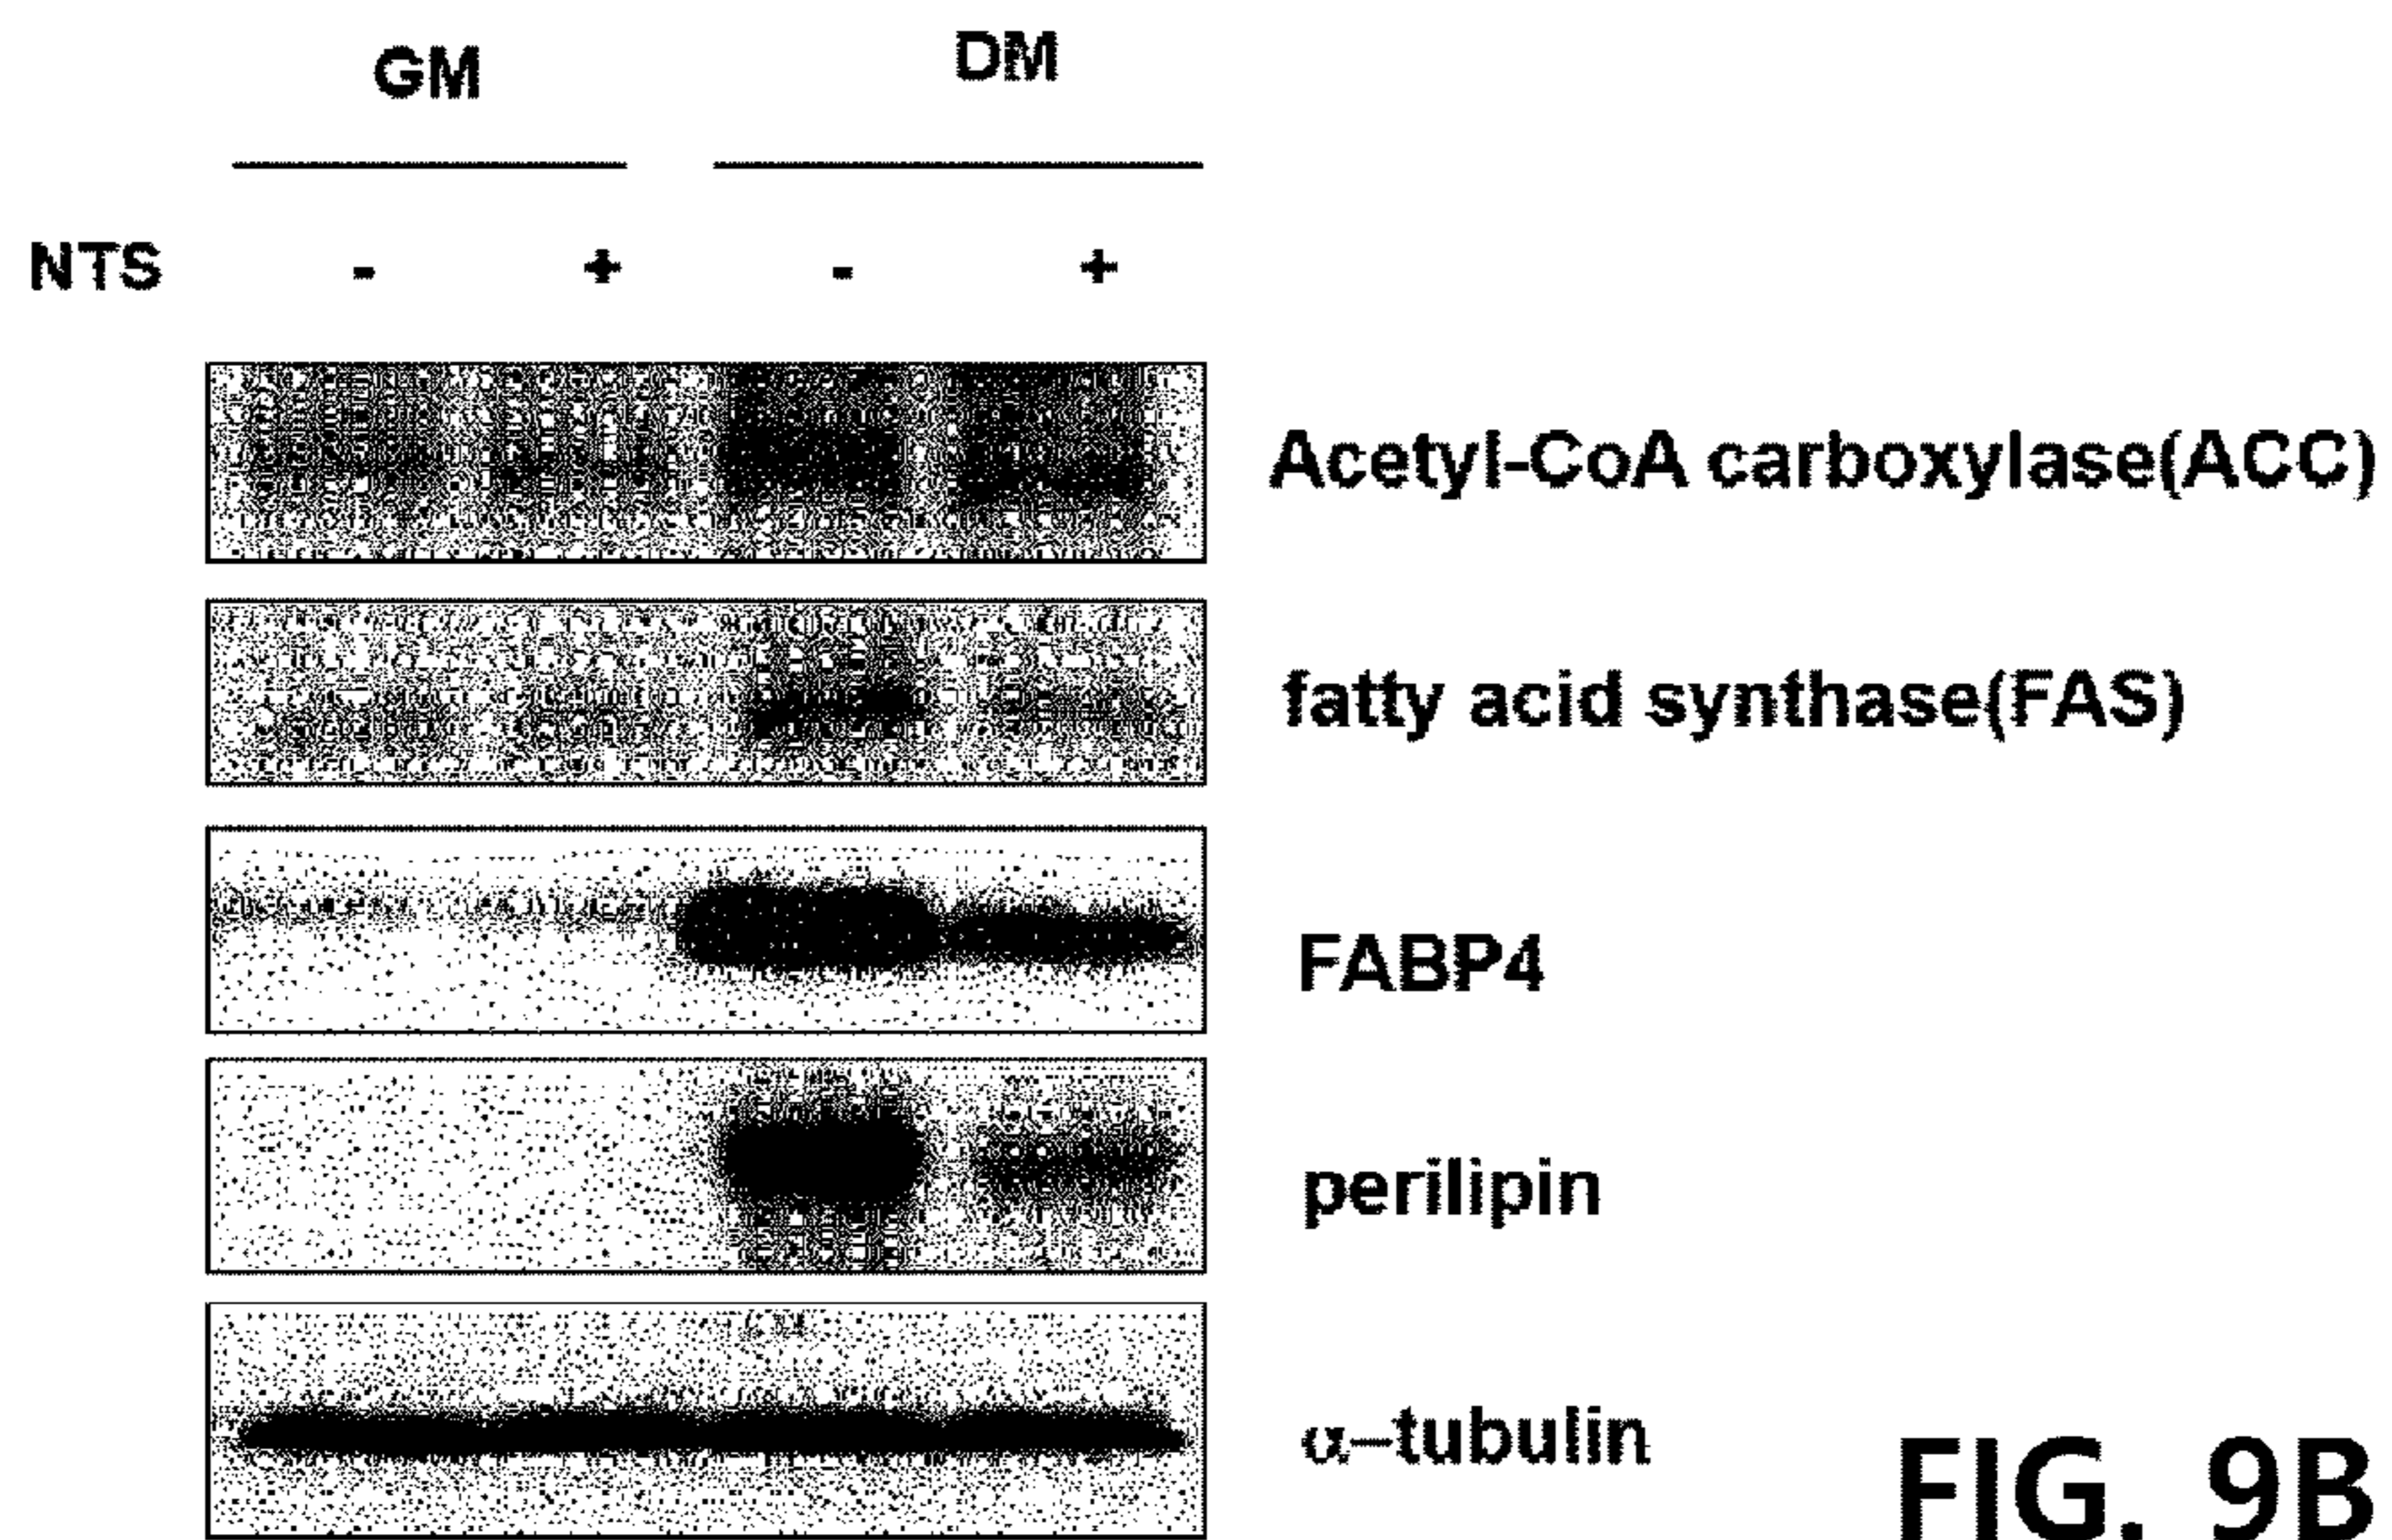 GM DM
NTS - + - +
Acetyl-CoA carboxylase(ACC)
fatty acid synthase(FAS)
FABP4
perilipin
α–tubulin
FIG. 9B